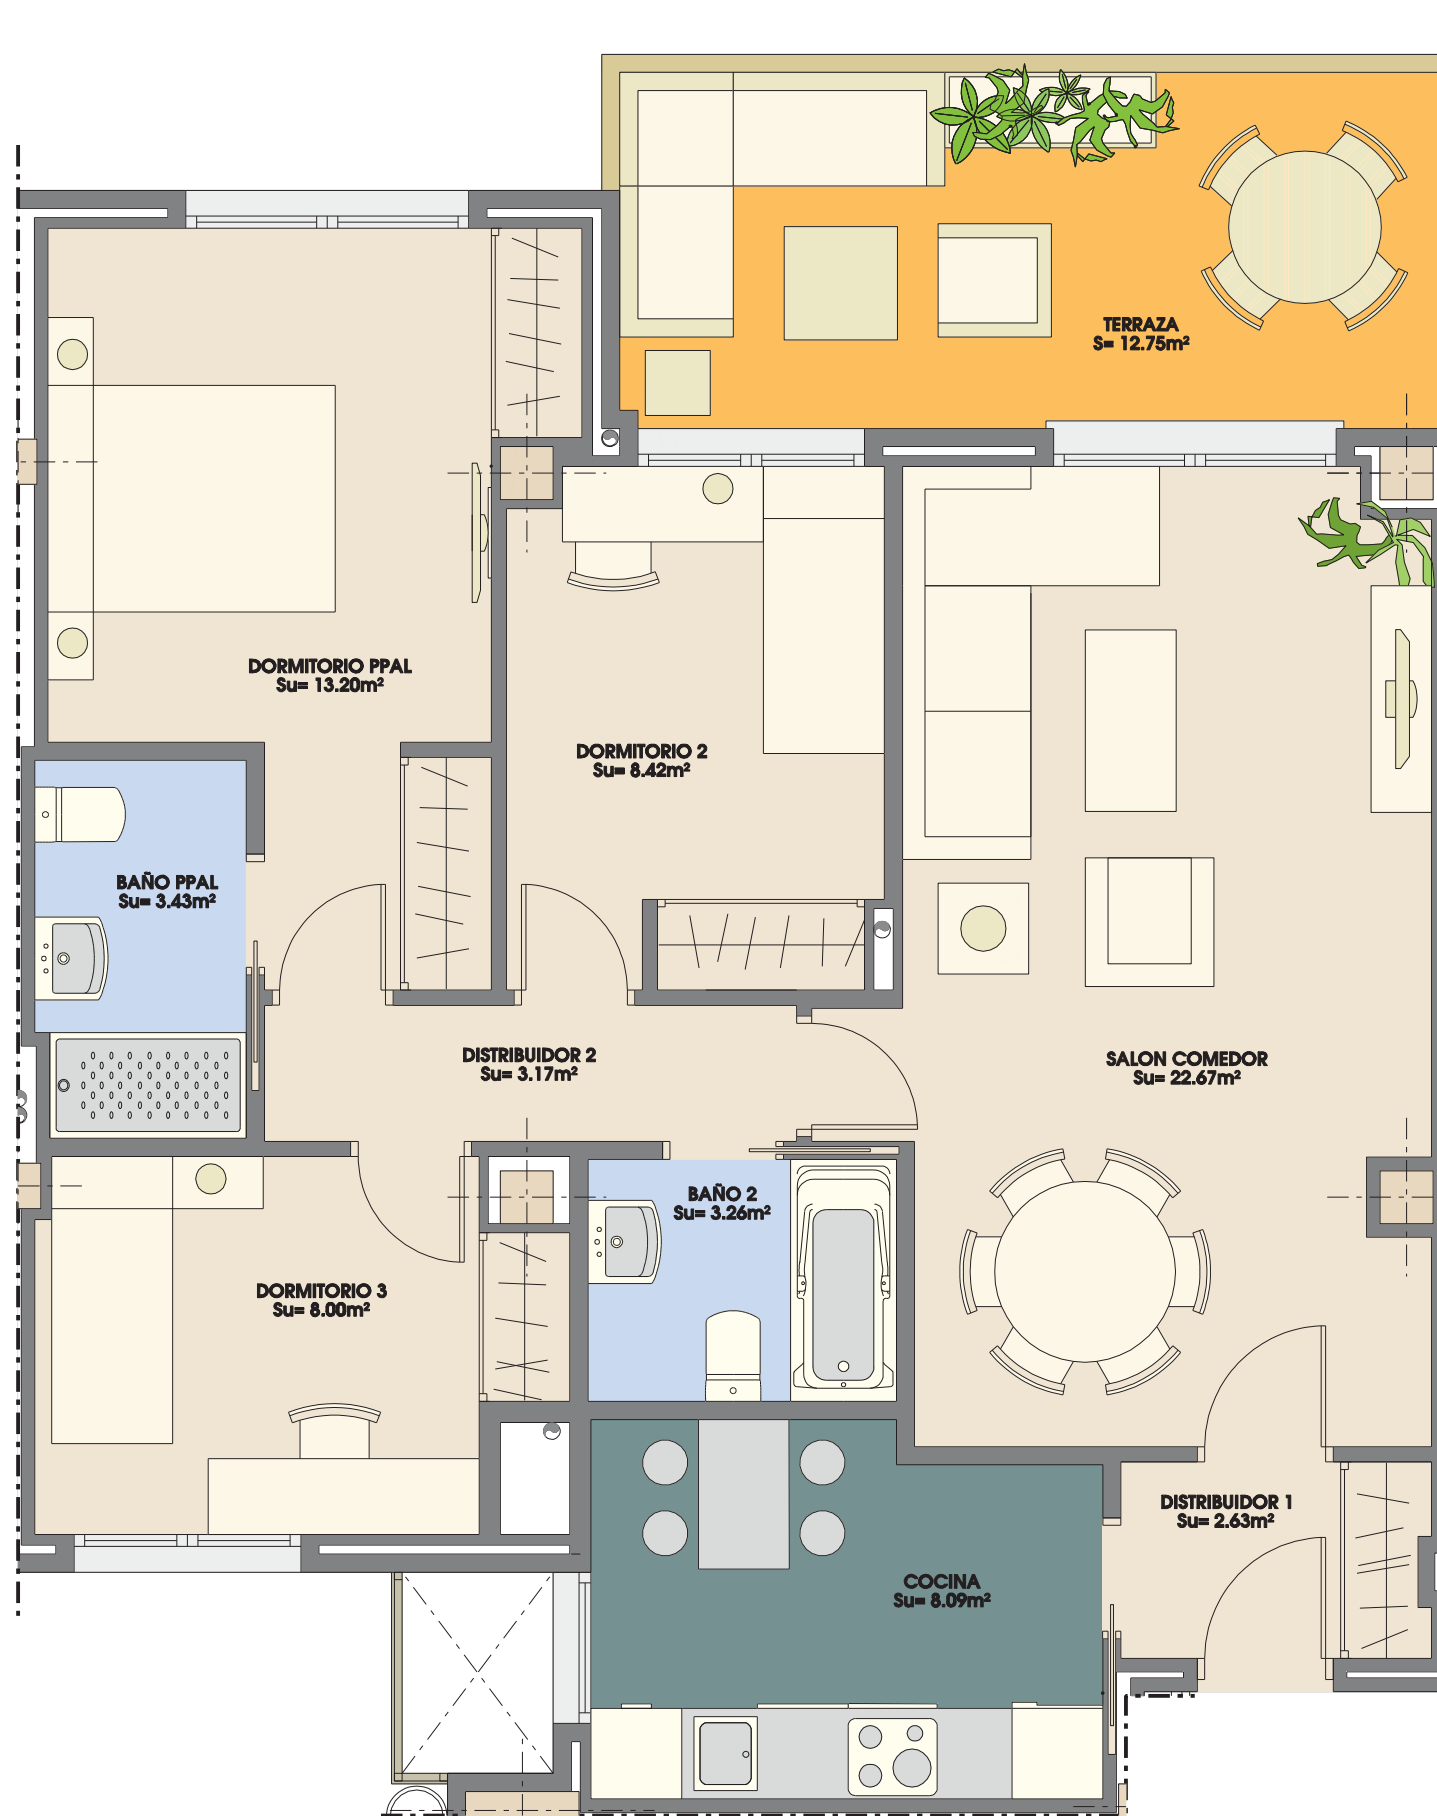 TERRAZA
S= 12.75m²
DORMITORIO PPAL
Su= 13.20m²
DORMITORIO 2
Su= 8.42m²
BAÑO PPAL
Su= 3.43m²
DISTRIBUIDOR 2
Su= 3.17m²
SALON COMEDOR
Su= 22.67m²
BAÑO 2
Su= 3.26m²
DORMITORIO 3
Su= 8.00m²
DISTRIBUIDOR 1
Su= 2.63m²
COCINA
Su= 8.09m²